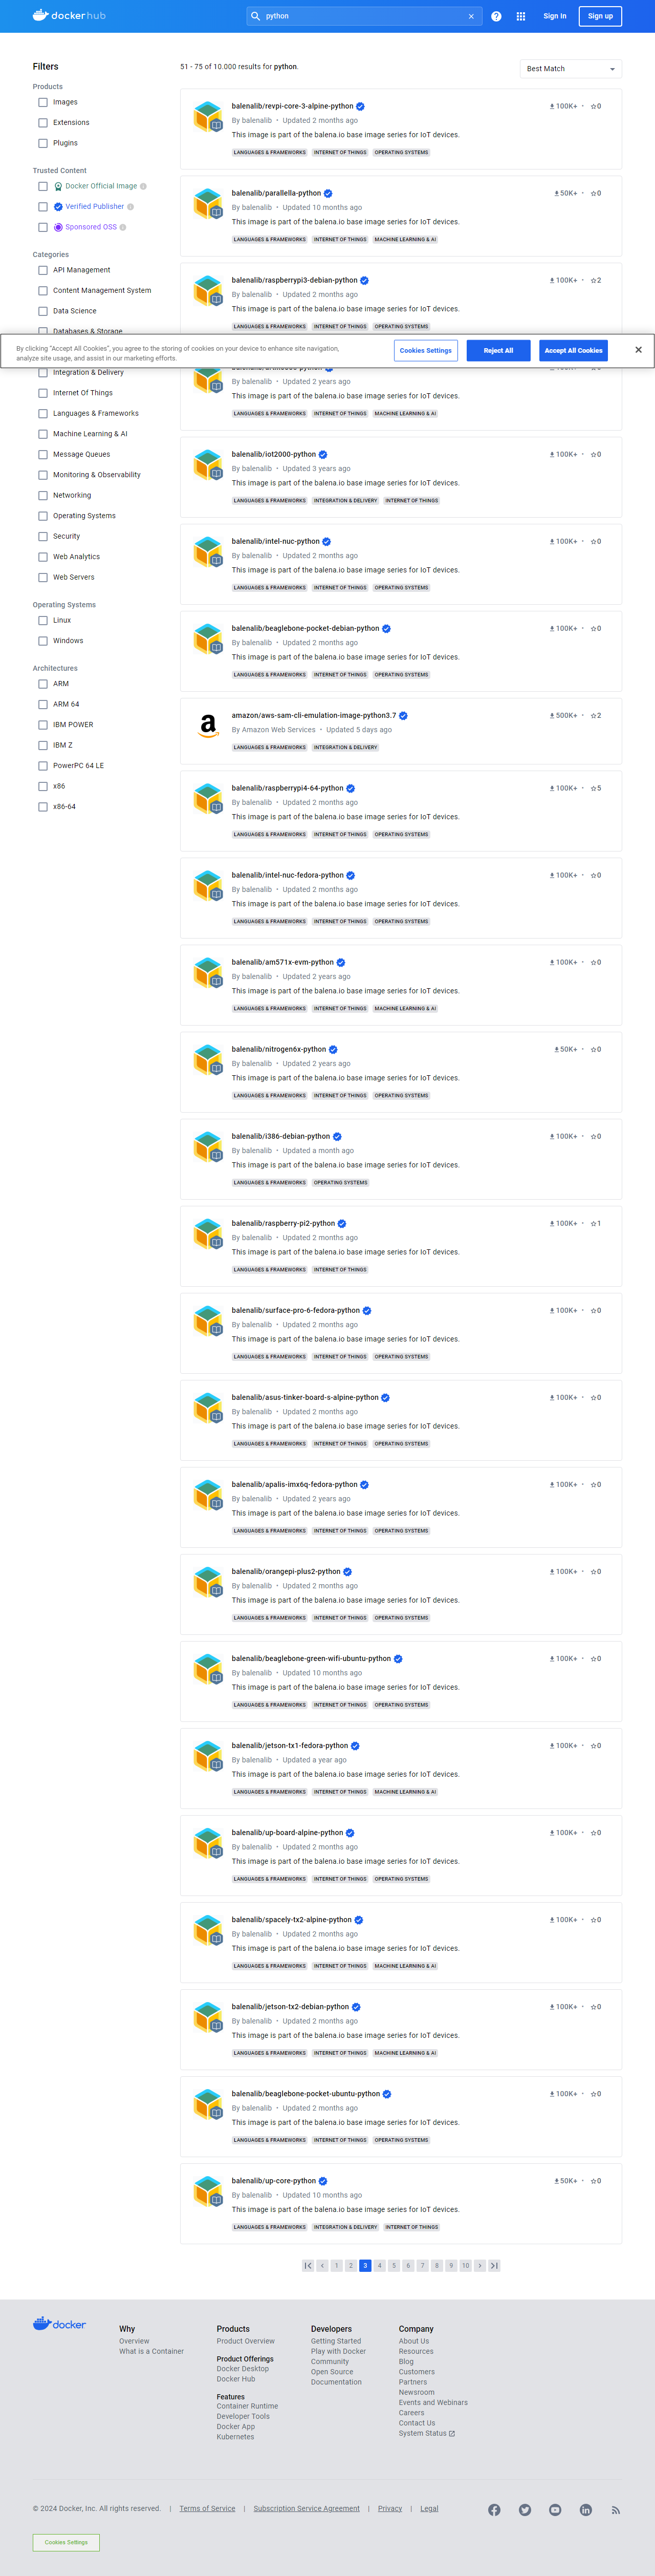 docker hub
python
Sign In
Sign up
Filters
Products
Images
Extensions
Plugins
Trusted Content
Docker Official Image
Verified Publisher
Sponsored OSS
Categories
API Management
Content Management System
Data Science
Databases & Storage
Integration & Delivery
Internet Of Things
Languages & Frameworks
Machine Learning & AI
Message Queues
Monitoring & Observability
Networking
Operating Systems
Security
Web Analytics
Web Servers
Operating Systems
Linux
Windows
Architectures
ARM
ARM 64
IBM POWER
IBM Z
PowerPC 64 LE
x86
x86-64
51 - 75 of 10.000 results for python.
Best Match
balenalib/revpi-core-3-alpine-python
100K+ • 0
By balenalib • Updated 2 months ago
This image is part of the balena.io base image series for IoT devices.
LANGUAGES & FRAMEWORKS INTERNET OF THINGS OPERATING SYSTEMS
balenalib/parallella-python
50K+ • 0
By balenalib • Updated 10 months ago
This image is part of the balena.io base image series for IoT devices.
LANGUAGES & FRAMEWORKS INTERNET OF THINGS MACHINE LEARNING & AI
balenalib/raspberrypi3-debian-python
100K+ • 2
By balenalib • Updated 2 months ago
This image is part of the balena.io base image series for IoT devices.
LANGUAGES & FRAMEWORKS INTERNET OF THINGS OPERATING SYSTEMS
By clicking "Accept All Cookies", you agree to the storing of cookies on your device to enhance site navigation,
analyze site usage, and assist in our marketing efforts.
Cookies Settings
Reject All
Accept All Cookies
By balenalib • Updated 2 years ago
This image is part of the balena.io base image series for IoT devices.
LANGUAGES & FRAMEWORKS INTERNET OF THINGS MACHINE LEARNING & AI
balenalib/iot2000-python
100K+ • 0
By balenalib • Updated 3 years ago
This image is part of the balena.io base image series for IoT devices.
LANGUAGES & FRAMEWORKS INTEGRATION & DELIVERY INTERNET OF THINGS
balenalib/intel-nuc-python
100K+ • 0
By balenalib • Updated 2 months ago
This image is part of the balena.io base image series for IoT devices.
LANGUAGES & FRAMEWORKS INTERNET OF THINGS OPERATING SYSTEMS
balenalib/beaglebone-pocket-debian-python
100K+ • 0
By balenalib • Updated 2 months ago
This image is part of the balena.io base image series for IoT devices.
LANGUAGES & FRAMEWORKS INTERNET OF THINGS OPERATING SYSTEMS
amazon/aws-sam-cli-emulation-image-python3.7
500K+ • 2
By Amazon Web Services • Updated 5 days ago
LANGUAGES & FRAMEWORKS INTEGRATION & DELIVERY
balenalib/raspberrypi4-64-python
100K+ • 5
By balenalib • Updated 2 months ago
This image is part of the balena.io base image series for IoT devices.
LANGUAGES & FRAMEWORKS INTERNET OF THINGS OPERATING SYSTEMS
balenalib/intel-nuc-fedora-python
100K+ • 0
By balenalib • Updated 2 months ago
This image is part of the balena.io base image series for IoT devices.
LANGUAGES & FRAMEWORKS INTERNET OF THINGS OPERATING SYSTEMS
balenalib/am571x-evm-python
100K+ • 0
By balenalib • Updated 2 years ago
This image is part of the balena.io base image series for IoT devices.
LANGUAGES & FRAMEWORKS INTERNET OF THINGS MACHINE LEARNING & AI
balenalib/nitrogen6x-python
50K+ • 0
By balenalib • Updated 2 years ago
This image is part of the balena.io base image series for IoT devices.
LANGUAGES & FRAMEWORKS INTERNET OF THINGS OPERATING SYSTEMS
balenalib/i386-debian-python
100K+ • 0
By balenalib • Updated a month ago
This image is part of the balena.io base image series for IoT devices.
LANGUAGES & FRAMEWORKS OPERATING SYSTEMS
balenalib/raspberry-pi2-python
100K+ • 1
By balenalib • Updated 2 months ago
This image is part of the balena.io base image series for IoT devices.
LANGUAGES & FRAMEWORKS INTERNET OF THINGS
balenalib/surface-pro-6-fedora-python
100K+ • 0
By balenalib • Updated 2 months ago
This image is part of the balena.io base image series for IoT devices.
LANGUAGES & FRAMEWORKS INTERNET OF THINGS OPERATING SYSTEMS
balenalib/asus-tinker-board-s-alpine-python
100K+ • 0
By balenalib • Updated 2 months ago
This image is part of the balena.io base image series for IoT devices.
LANGUAGES & FRAMEWORKS INTERNET OF THINGS OPERATING SYSTEMS
balenalib/apalis-imx6q-fedora-python
100K+ • 0
By balenalib • Updated 2 years ago
This image is part of the balena.io base image series for IoT devices.
LANGUAGES & FRAMEWORKS INTERNET OF THINGS OPERATING SYSTEMS
balenalib/orangepi-plus2-python
100K+ • 0
By balenalib • Updated 2 months ago
This image is part of the balena.io base image series for IoT devices.
LANGUAGES & FRAMEWORKS INTERNET OF THINGS OPERATING SYSTEMS
balenalib/beaglebone-green-wifi-ubuntu-python
100K+ • 0
By balenalib • Updated 10 months ago
This image is part of the balena.io base image series for IoT devices.
LANGUAGES & FRAMEWORKS INTERNET OF THINGS OPERATING SYSTEMS
balenalib/jetson-tx1-fedora-python
100K+ • 0
By balenalib • Updated a year ago
This image is part of the balena.io base image series for IoT devices.
LANGUAGES & FRAMEWORKS INTERNET OF THINGS MACHINE LEARNING & AI
balenalib/up-board-alpine-python
100K+ • 0
By balenalib • Updated 2 months ago
This image is part of the balena.io base image series for IoT devices.
LANGUAGES & FRAMEWORKS INTERNET OF THINGS OPERATING SYSTEMS
balenalib/spacely-tx2-alpine-python
100K+ • 0
By balenalib • Updated 2 months ago
This image is part of the balena.io base image series for IoT devices.
LANGUAGES & FRAMEWORKS INTERNET OF THINGS MACHINE LEARNING & AI
balenalib/jetson-tx2-debian-python
100K+ • 0
By balenalib • Updated 2 months ago
This image is part of the balena.io base image series for IoT devices.
LANGUAGES & FRAMEWORKS INTERNET OF THINGS MACHINE LEARNING & AI
balenalib/beaglebone-pocket-ubuntu-python
100K+ • 0
By balenalib • Updated 2 months ago
This image is part of the balena.io base image series for IoT devices.
LANGUAGES & FRAMEWORKS INTERNET OF THINGS OPERATING SYSTEMS
balenalib/up-core-python
50K+ • 0
By balenalib • Updated 10 months ago
This image is part of the balena.io base image series for IoT devices.
LANGUAGES & FRAMEWORKS INTEGRATION & DELIVERY INTERNET OF THINGS
1 2 3 4 5 6 7 8 9 10
docker
Why
Overview
What is a Container
Products
Product Overview
Product Offerings
Docker Desktop
Docker Hub
Features
Container Runtime
Developer Tools
Docker App
Kubernetes
Developers
Getting Started
Play with Docker
Community
Open Source
Documentation
Company
About Us
Resources
Blog
Customers
Partners
Newsroom
Events and Webinars
Careers
Contact Us
System Status
© 2024 Docker, Inc. All rights reserved. | Terms of Service | Subscription Service Agreement | Privacy | Legal
Cookies Settings